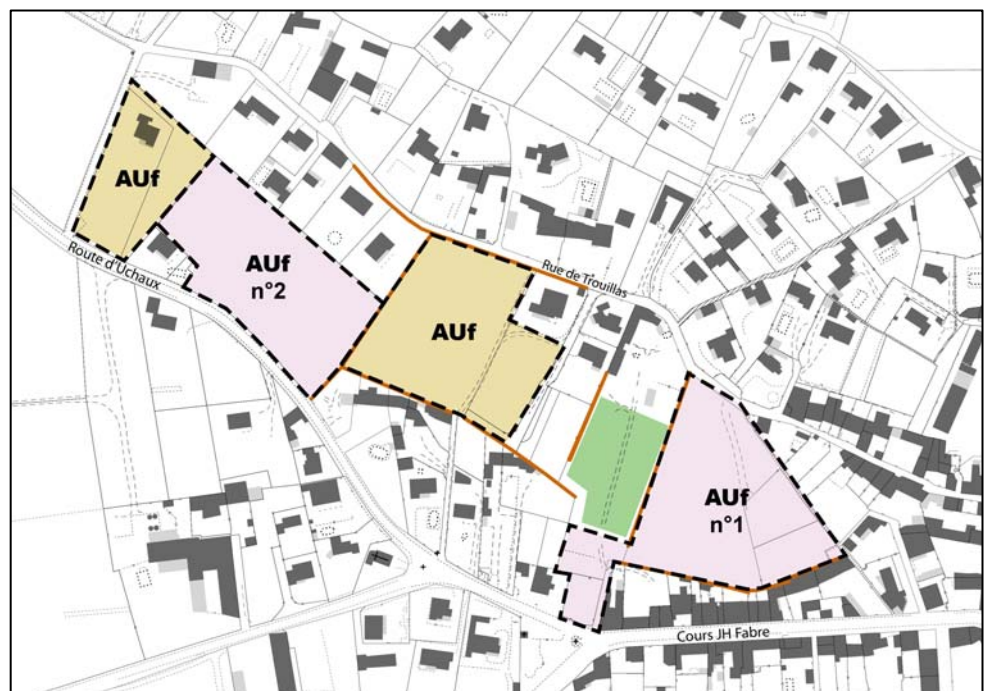 AUf
Route d'Uchaux
AUf
n°2
Rue de Trouillas
AUf
AUf
n°1
Cours JH Fabre